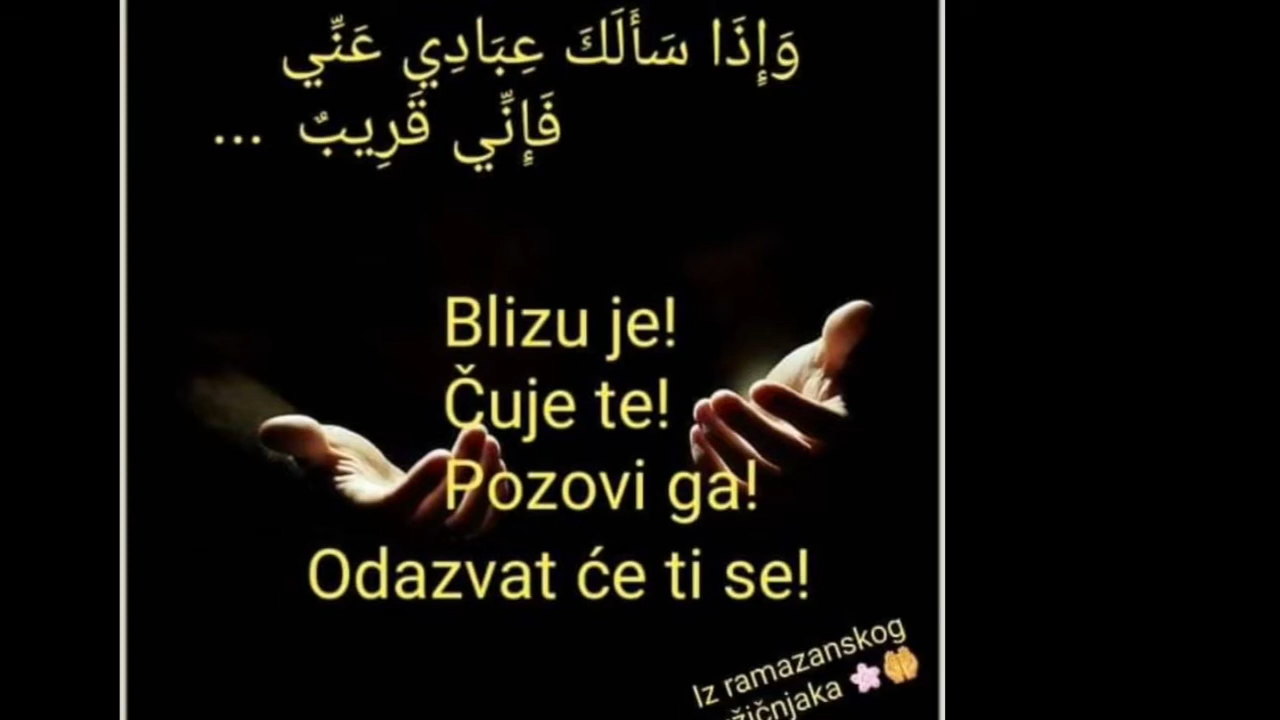 وَإِذَا سَأَلَكَ عِبَادِي عَنِّي
فَإِنِّي قَرِيبٌ ...
Blizu je!
Čuje te!
Pozovi ga!
Odazvat će ti se!
Iz ramazanskog